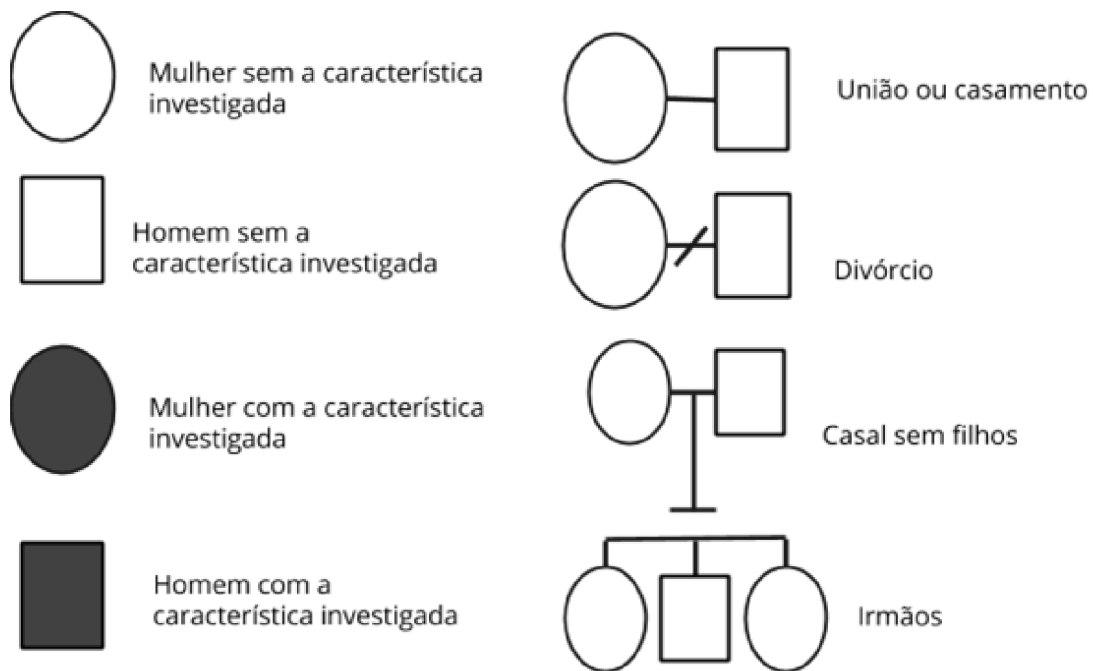 Mulher sem a característica
investigada
Homem sem a
característica investigada
Mulher com a característica
investigada
Homem com a
característica investigada
União ou casamento
Divórcio
Casal sem filhos
Irmãos